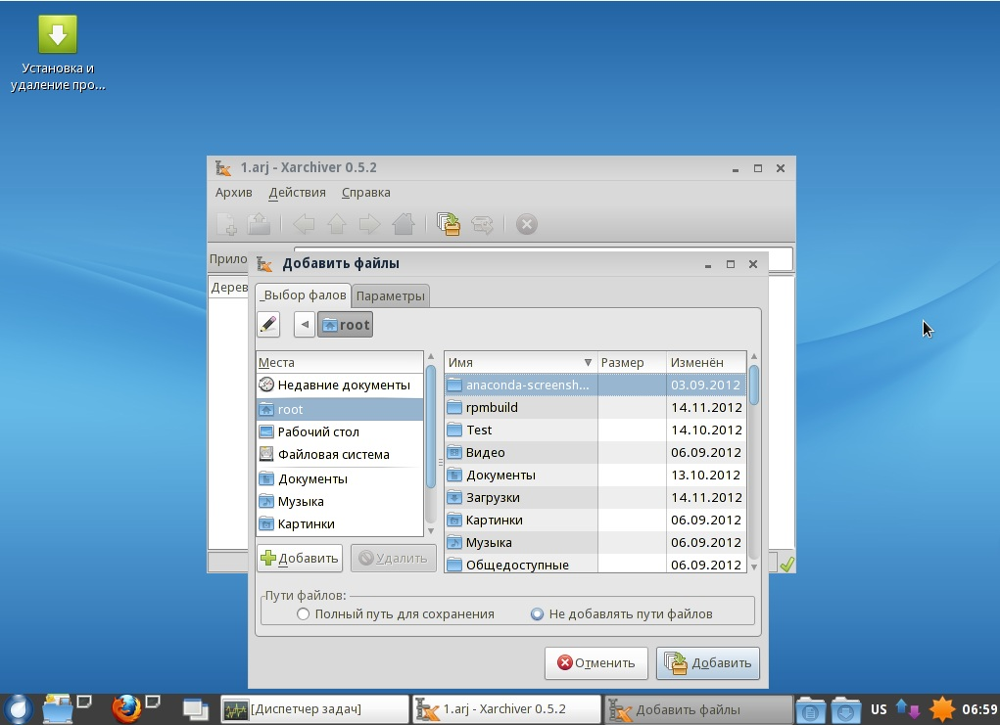 Установка и
удаление про...
1.arj - Xarchiver 0.5.2
Архив Действия Справка
Прило
Дерев
Добавить файлы
_Выбор фалов Параметры
root
Места
Недавние документы
root
Рабочий стол
Файловая система
Документы
Музыка
Картинки
Имя Размер Изменён
anaconda-screensh... 03.09.2012
rpmbuild 14.11.2012
Test 14.10.2012
Видео 06.09.2012
Документы 13.10.2012
Загрузки 14.11.2012
Картинки 06.09.2012
Музыка 06.09.2012
Общедоступные 06.09.2012
Добавить Удалить
Пути файлов:
Полный путь для сохранения Не добавлять пути файлов
Отменить Добавить
[Диспетчер задач] 1.arj - Xarchiver 0.5.2 Добавить файлы US 06:59